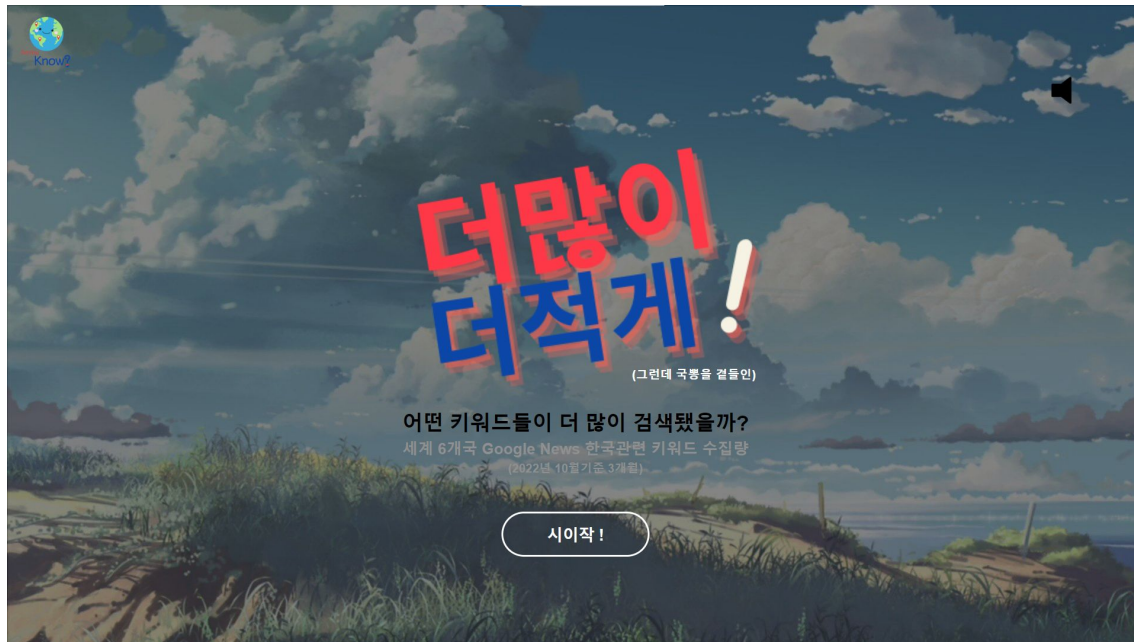 Know?
더많이
더적게!
(그런데 국뽕을 곁들인)
어떤 키워드들이 더 많이 검색됐을까?
세계 6개국 Google News 한국관련 키워드 수집량
(2022년 10월기준 3개월)
시이작 !